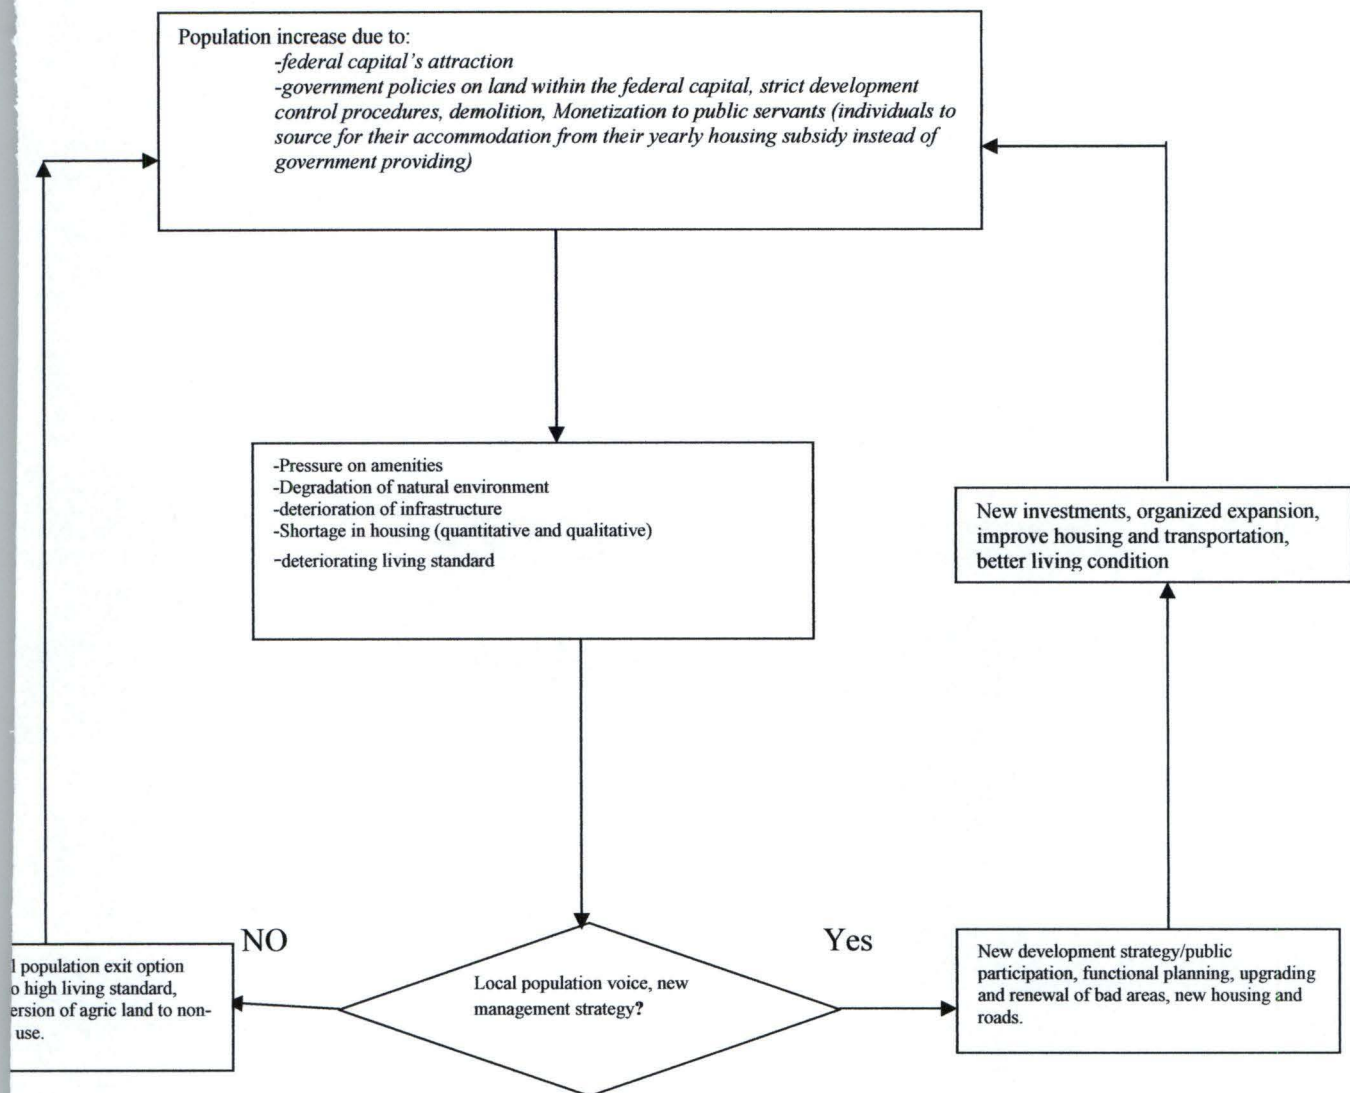 Population increase due to:
-federal capital's attraction
-government policies on land within the federal capital, strict development
control procedures, demolition, Monetization to public servants (individuals to
source for their accommodation from their yearly housing subsidy instead of
government providing)
-Pressure on amenities
-Degradation of natural environment
-deterioration of infrastructure
-Shortage in housing (quantitative and qualitative)
-deteriorating living standard
New investments, organized expansion,
improve housing and transportation,
better living condition
NO
Yes
population exit option
high living standard,
of agric land to non-
use.
Local population voice, new
management strategy?
New development strategy/public
participation, functional planning, upgrading
and renewal of bad areas, new housing and
roads.